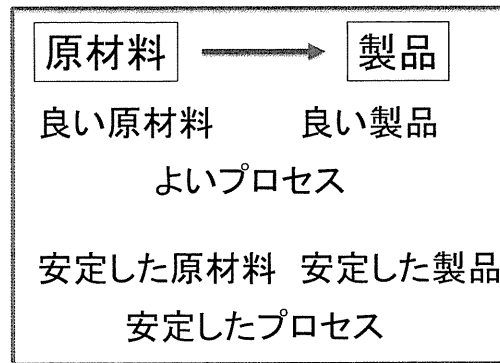 原材料 製品
良い原材料 良い製品
よいプロセス
安定した原材料 安定した製品
安定したプロセス